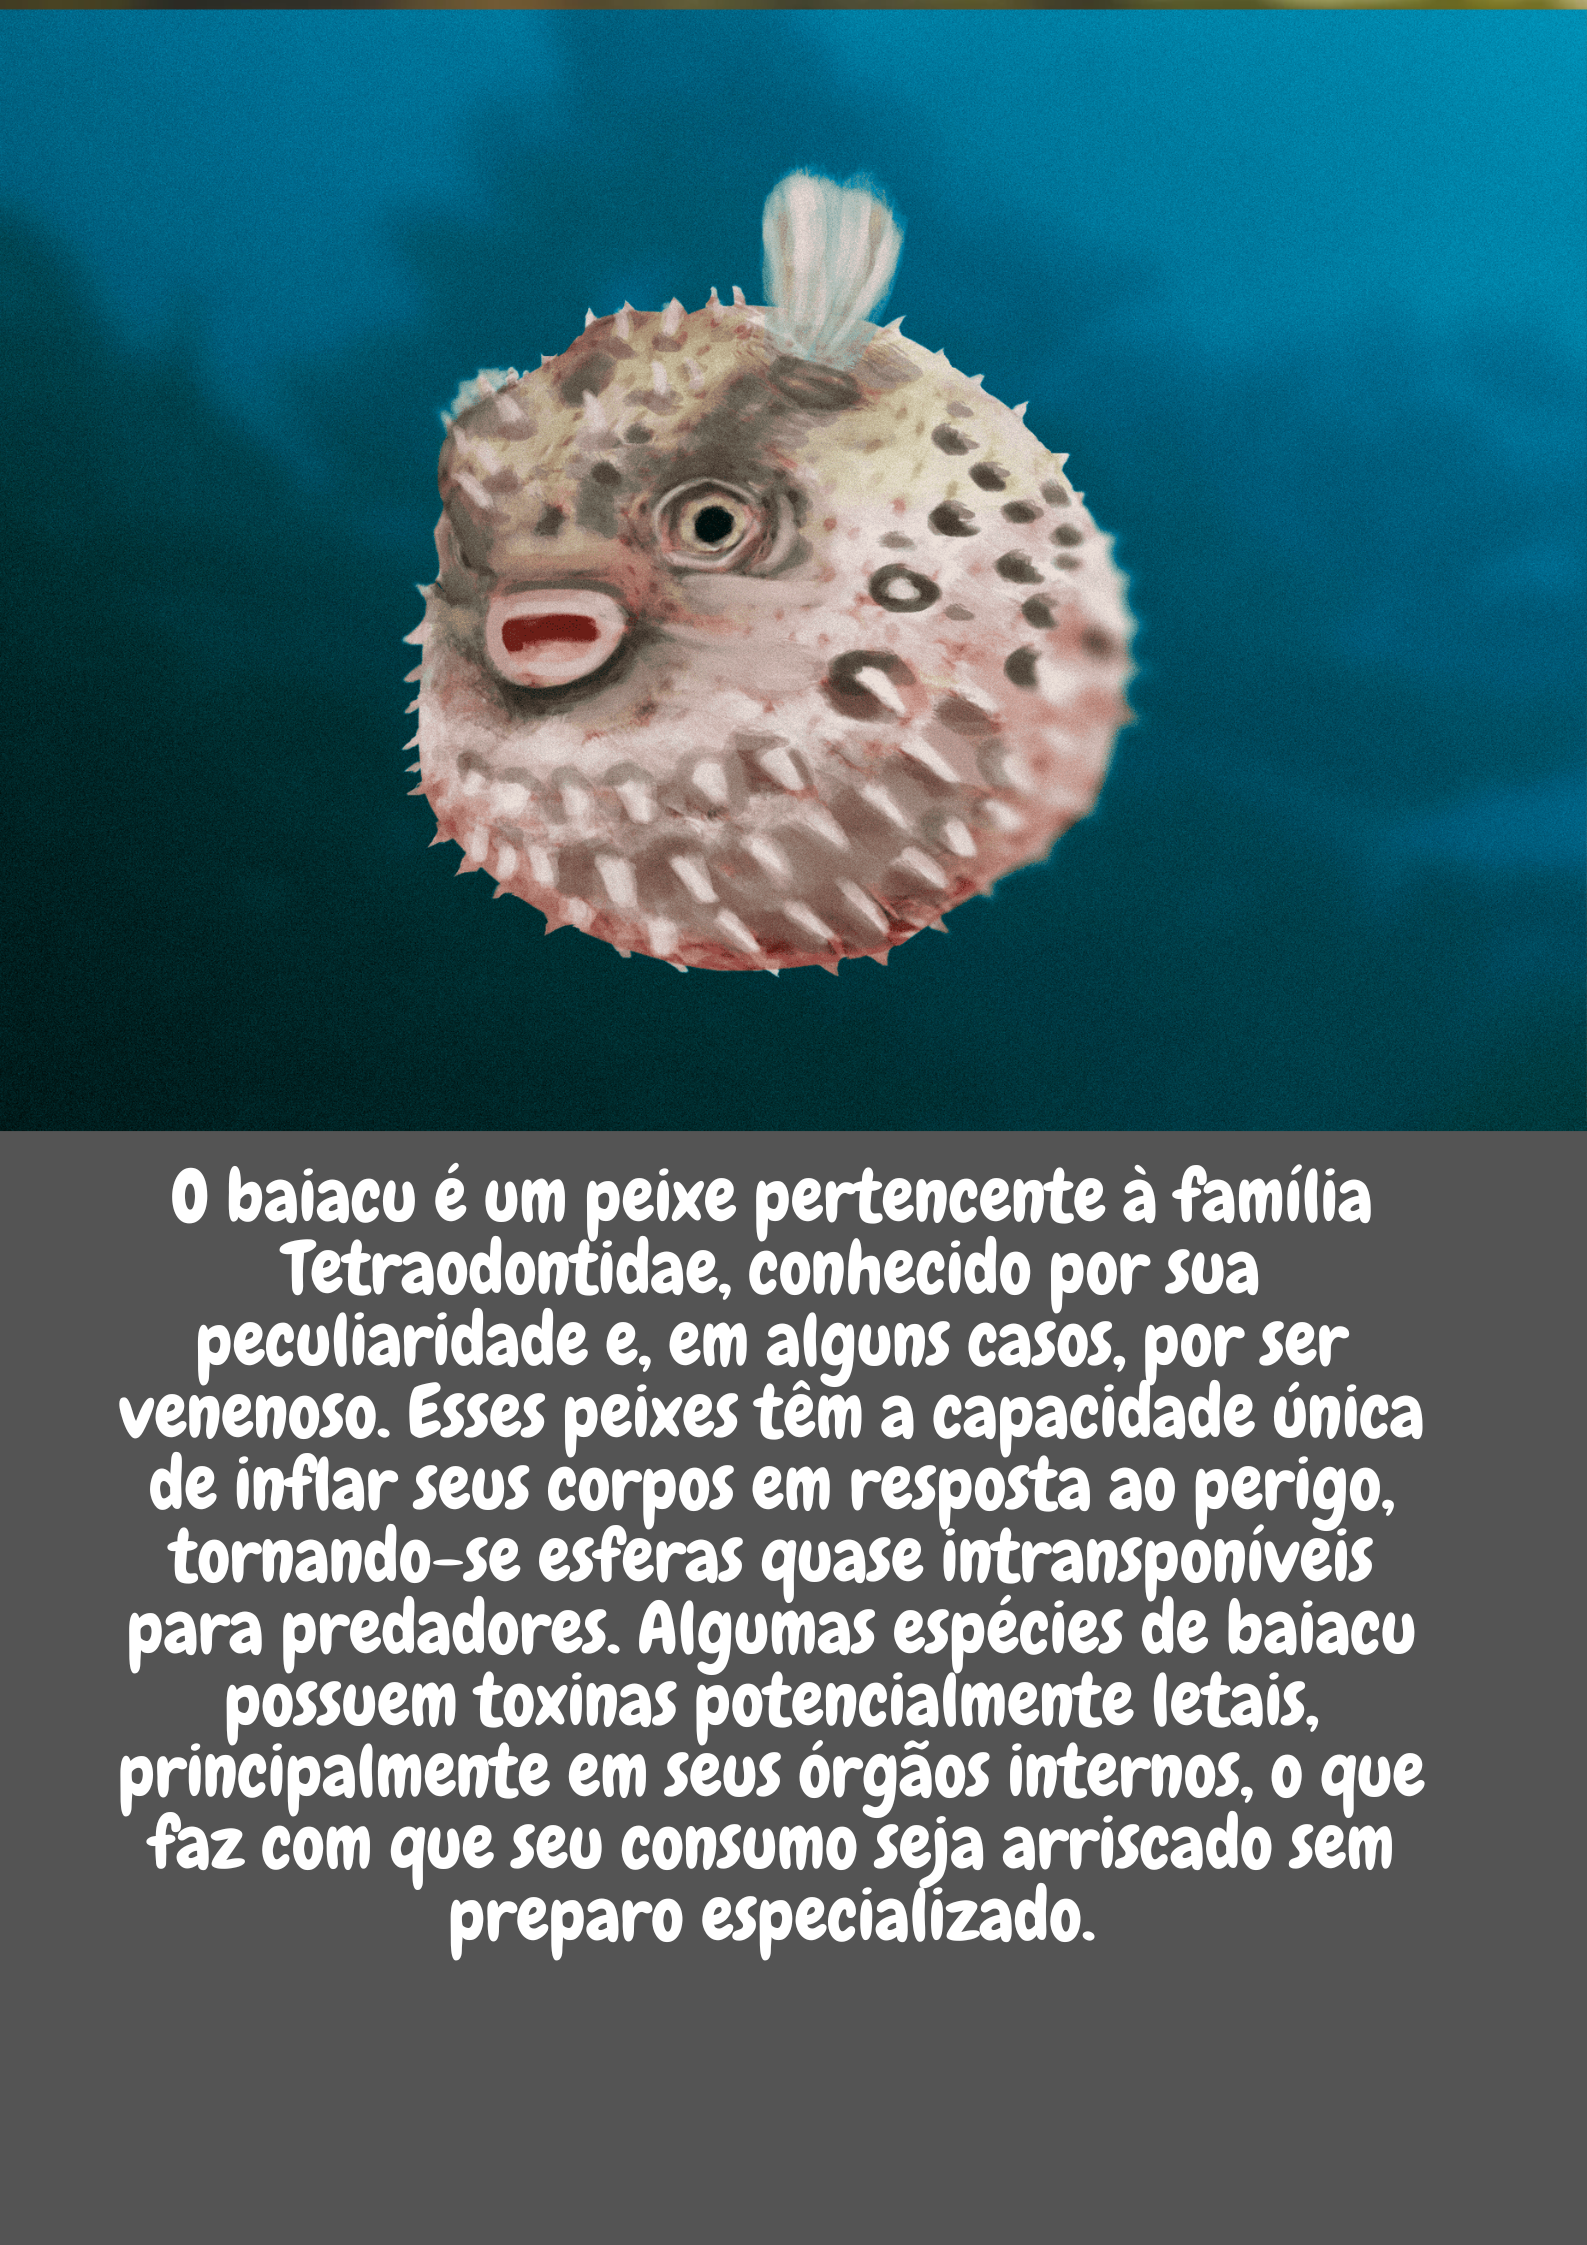 O baiacu é um peixe pertencente à família
Tetraodontidae, conhecido por sua
peculiaridade e, em alguns casos, por ser
venenoso. Esses peixes têm a capacidade única
de inflar seus corpos em resposta ao perigo,
tornando-se esferas quase intransponíveis
para predadores. Algumas espécies de baiacu
possuem toxinas potencialmente letais,
principalmente em seus órgãos internos, o que
faz com que seu consumo seja arriscado sem
preparo especializado.